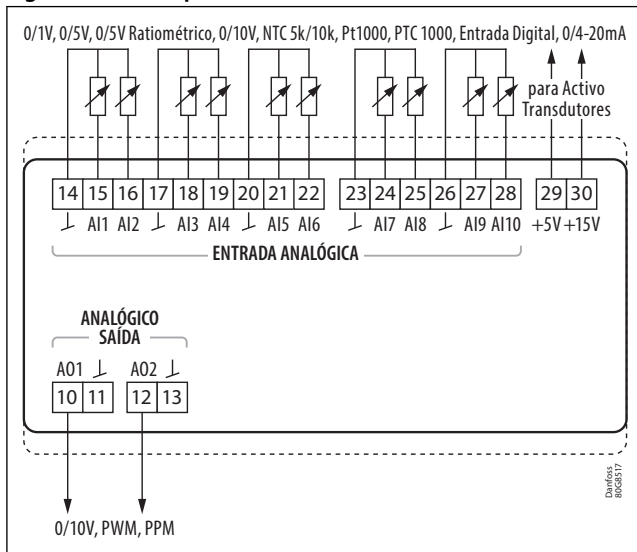 0/1V, 0/5V, 0/5V Ratiométrico, 0/10V, NTC 5k/10k, Pt1000, PTC 1000, Entrada Digital, 0/4-20mA
para Activo
Transdutores
14 15 16 17 18 19 20 21 22 23 24 25 26 27 28 29 30
AI1 AI2 AI3 AI4 AI5 AI6 AI7 AI8 AI9 AI10 +5V +15V
ENTRADA ANALÓGICA
ANALÓGICO
SAÍDA
AO1 AO2
10 11 12 13
Danfoss
80G8517
0/10V, PWM, PPM